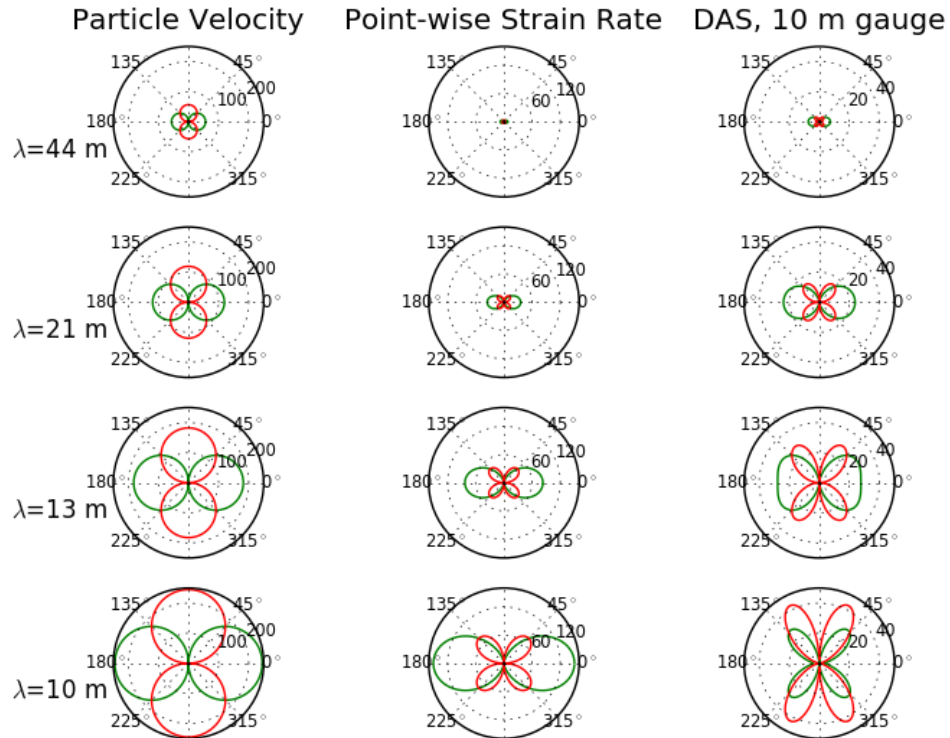 Particle Velocity Point-wise Strain Rate DAS, 10 m gauge
135° 45° 135° 45° 135° 45°
200 120 40
100 60 20
180° 0° 180° 0° 180° 0°
λ=44 m
225° 315° 225° 315° 225° 315°
135° 45° 135° 45° 135° 45°
200 120 40
100 60 20
180° 0° 180° 0° 180° 0°
λ=21 m
225° 315° 225° 315° 225° 315°
135° 45° 135° 45° 135° 45°
200 120 40
100 60 20
180° 0° 180° 0° 180° 0°
λ=13 m
225° 315° 225° 315° 225° 315°
135° 45° 135° 45° 135° 45°
200 120 40
100 60 20
180° 0° 180° 0° 180° 0°
λ=10 m
225° 315° 225° 315° 225° 315°